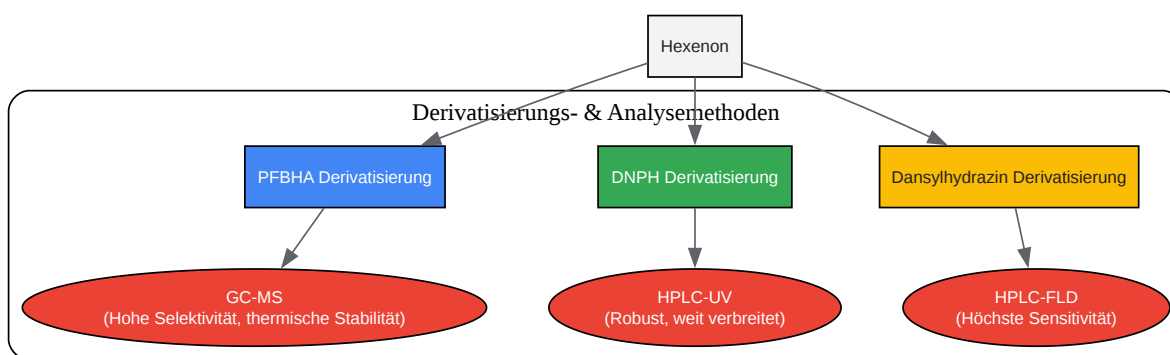 Hexenon
Derivatisierungs- & Analysemethoden
PFBHA Derivatisierung
DNPH Derivatisierung
Dansylhydrazin Derivatisierung
GC-MS
(Hohe Selektivität, thermische Stabilität)
HPLC-UV
(Robust, weit verbreitet)
HPLC-FLD
(Höchste Sensitivität)